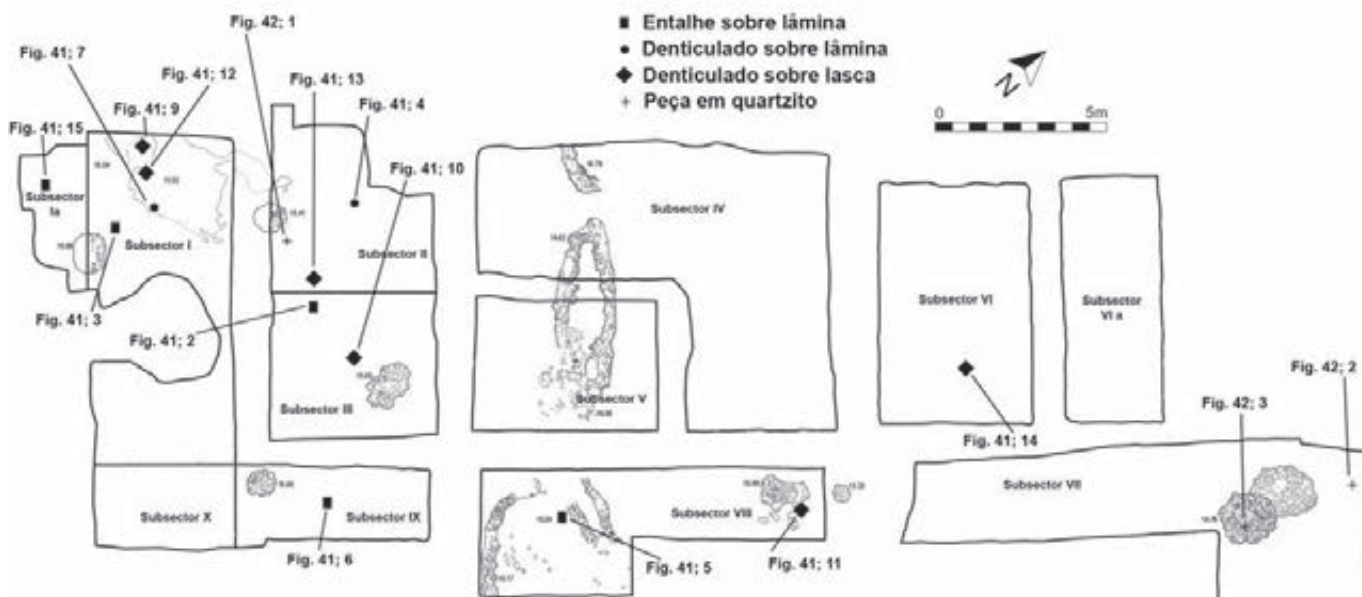 Fig. 42; 1
Entalhe sobre lâmina
Denticulado sobre lâmina
Denticulado sobre lasca
Peça em quartzito
Fig. 41; 7
Fig. 41; 12
Fig. 41; 13
Fig. 41; 4
Fig. 41; 9
Fig. 41; 15
Fig. 41; 10
N
0 5m
Subsector Ia
Subsector I
Subsector II
Subsector IV
Subsector VI
Subsector VI a
Fig. 41; 3
Fig. 41; 2
Subsector III
Subsector V
Fig. 41; 14
Fig. 42; 3
Fig. 42; 2
Subsector X
Subsector IX
Subsector VIII
Subsector VII
Fig. 41; 6
Fig. 41; 5
Fig. 41; 11